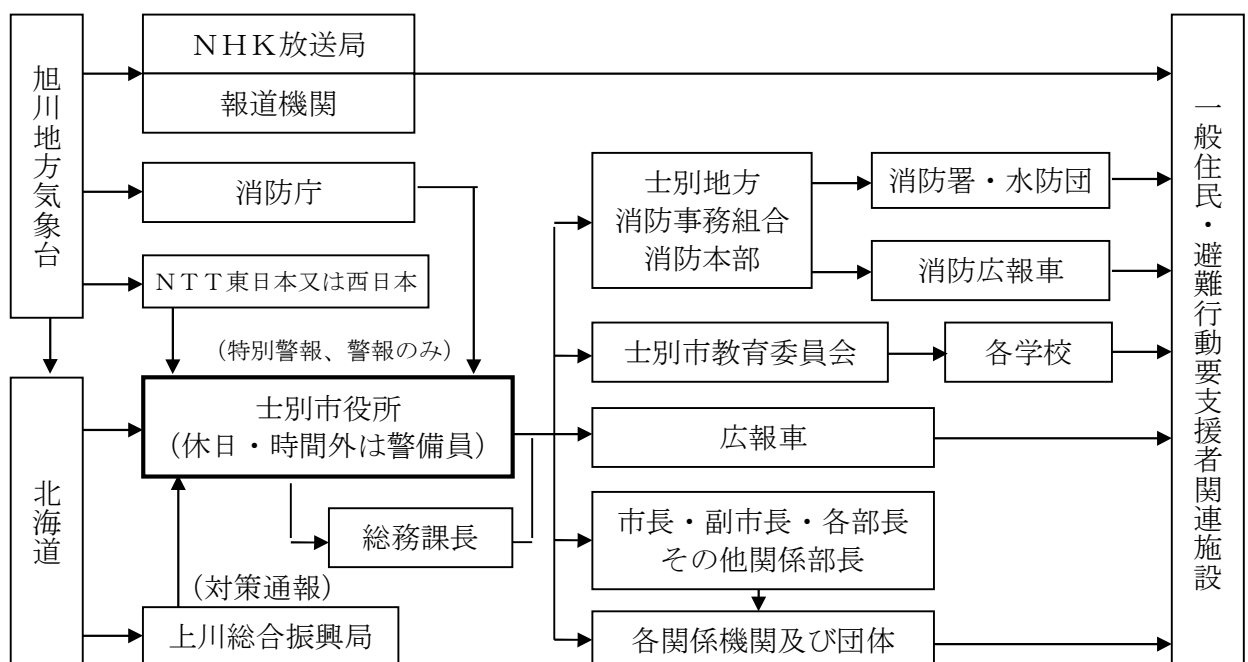 旭川地方気象台
NHK放送局
報道機関
消防庁
NTT東日本又は西日本
(特別警報、警報のみ)
北海道
士別市役所
(休日・時間外は警備員)
総務課長
(対策通報)
上川総合振興局
士別地方
消防事務組合
消防本部
消防署・水防団
消防広報車
士別市教育委員会
各学校
広報車
市長・副市長・各部長
その他関係部長
各関係機関及び団体
一般住民・避難行動要支援者関連施設